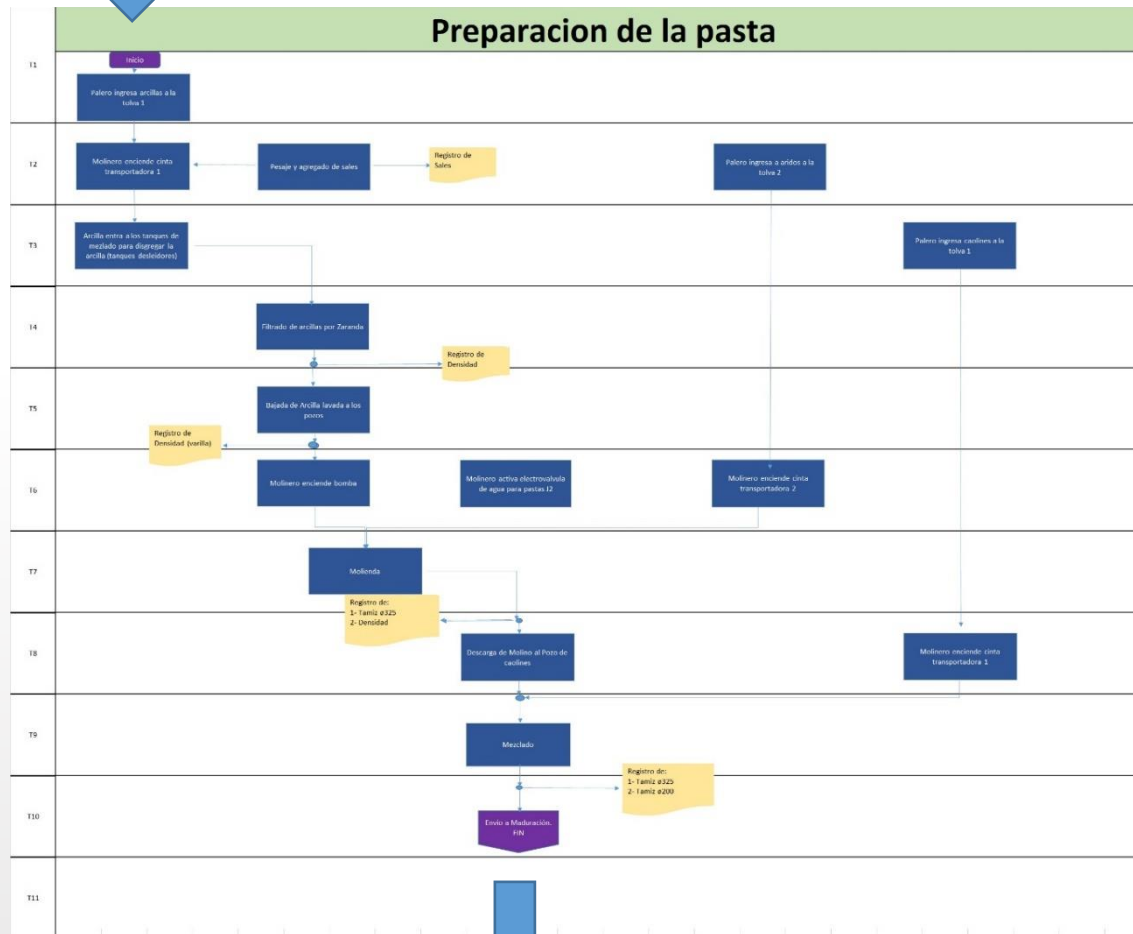 Preparacion de la pasta
T1
Inicio
Palero ingresa arcillas a la
tolva 1
T2
Molinero enciende cinta
transportadora 1
Pesaje y agregado de sales
Registro de
Sales
Palero ingresa a aridos a la
tolva 2
T3
Arcilla entra a los tanques de
mezlado para disgregar la
arcilla (tanques desleidores)
Palero ingresa caolines a la
tolva 1
T4
Filtrado de arcillas por Zaranda
Registro de
Densidad
T5
Bajada de Arcilla lavada a los
pozos
Registro de
Densidad (varilla)
T6
Molinero enciende bomba
Molinero activa electrovalvula
de agua para pastas J2
Molinero enciende cinta
transportadora 2
T7
Molienda
Registro de:
1- Tamiz ø325
2- Densidad
T8
Descarga de Molino al Pozo de
caolines
Molinero enciende cinta
transportadora 1
T9
Mezclado
Registro de:
1- Tamiz ø325
2- Tamiz ø200
T10
Envio a Maduración.
FIN
T11